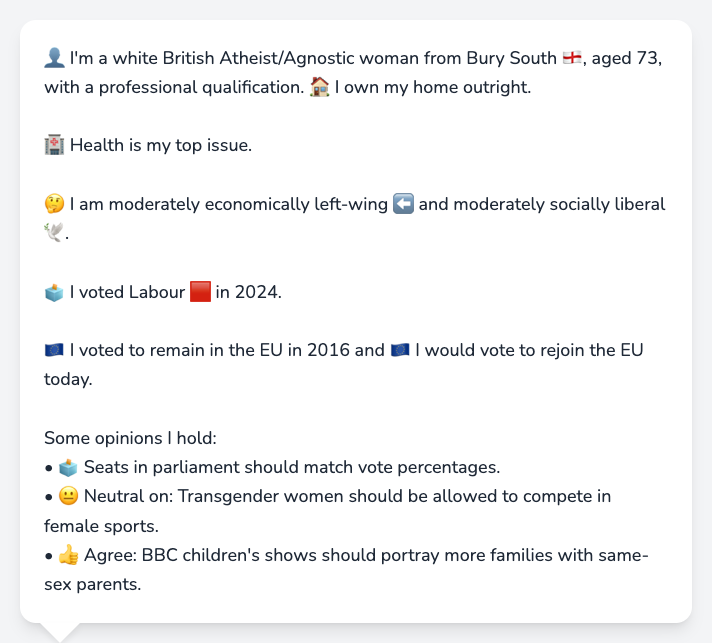 👤 I'm a white British Atheist/Agnostic woman from Bury South 🏴󠁧󠁢󠁥󠁮󠁧󠁿, aged 73,
with a professional qualification. 🏠 I own my home outright.
🏥 Health is my top issue.
🤔 I am moderately economically left-wing ⬅️ and moderately socially liberal
🕊️.
🗳️ I voted Labour 🟥 in 2024.
🇪🇺 I voted to remain in the EU in 2016 and 🇪🇺 I would vote to rejoin the EU
today.
Some opinions I hold:
• 🗳️ Seats in parliament should match vote percentages.
• 😐 Neutral on: Transgender women should be allowed to compete in
female sports.
• 👍 Agree: BBC children's shows should portray more families with same-
sex parents.